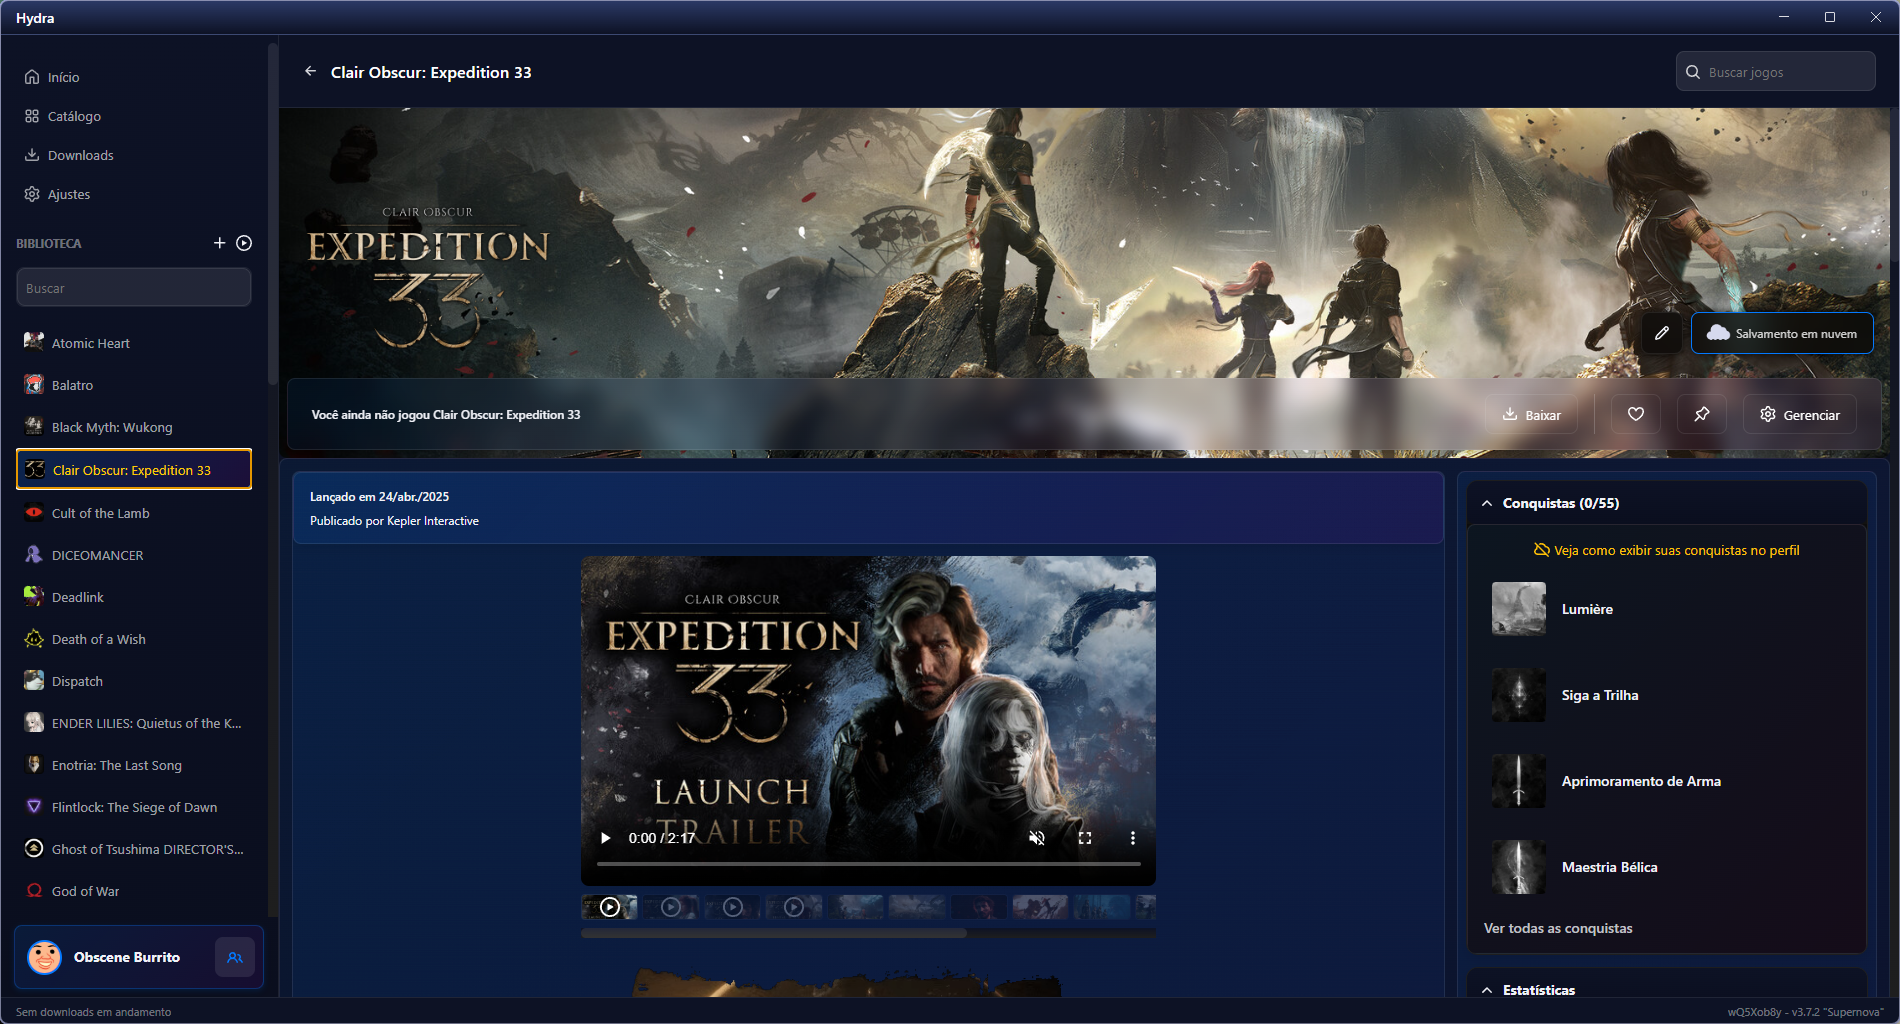 Hydra
Início
Catálogo
Downloads
Ajustes
BIBLIOTECA
Buscar
Atomic Heart
Balatro
Black Myth: Wukong
Clair Obscur: Expedition 33
Cult of the Lamb
DICEOMANCER
Deadlink
Death of a Wish
Dispatch
ENDER LILIES: Quietus of the K...
Enotria: The Last Song
Flintlock: The Siege of Dawn
Ghost of Tsushima DIRECTOR'S...
God of War
Obscene Burrito
Clair Obscur: Expedition 33
Buscar jogos
CLAIR OBSCUR
EXPEDITION
33
Salvamento em nuvem
Você ainda não jogou Clair Obscur: Expedition 33
Baixar
Gerenciar
Lançado em 24/abr./2025
Publicado por Kepler Interactive
CLAIR OBSCUR
EXPEDITION
33
LAUNCH
TRAILER
0:00 / 2:17
Conquistas (0/55)
Veja como exibir suas conquistas no perfil
Lumière
Siga a Trilha
Aprimoramento de Arma
Maestria Bélica
Ver todas as conquistas
Estatísticas
Sem downloads em andamento
wQ5Xob8y - v3.7.2 "Supernova"